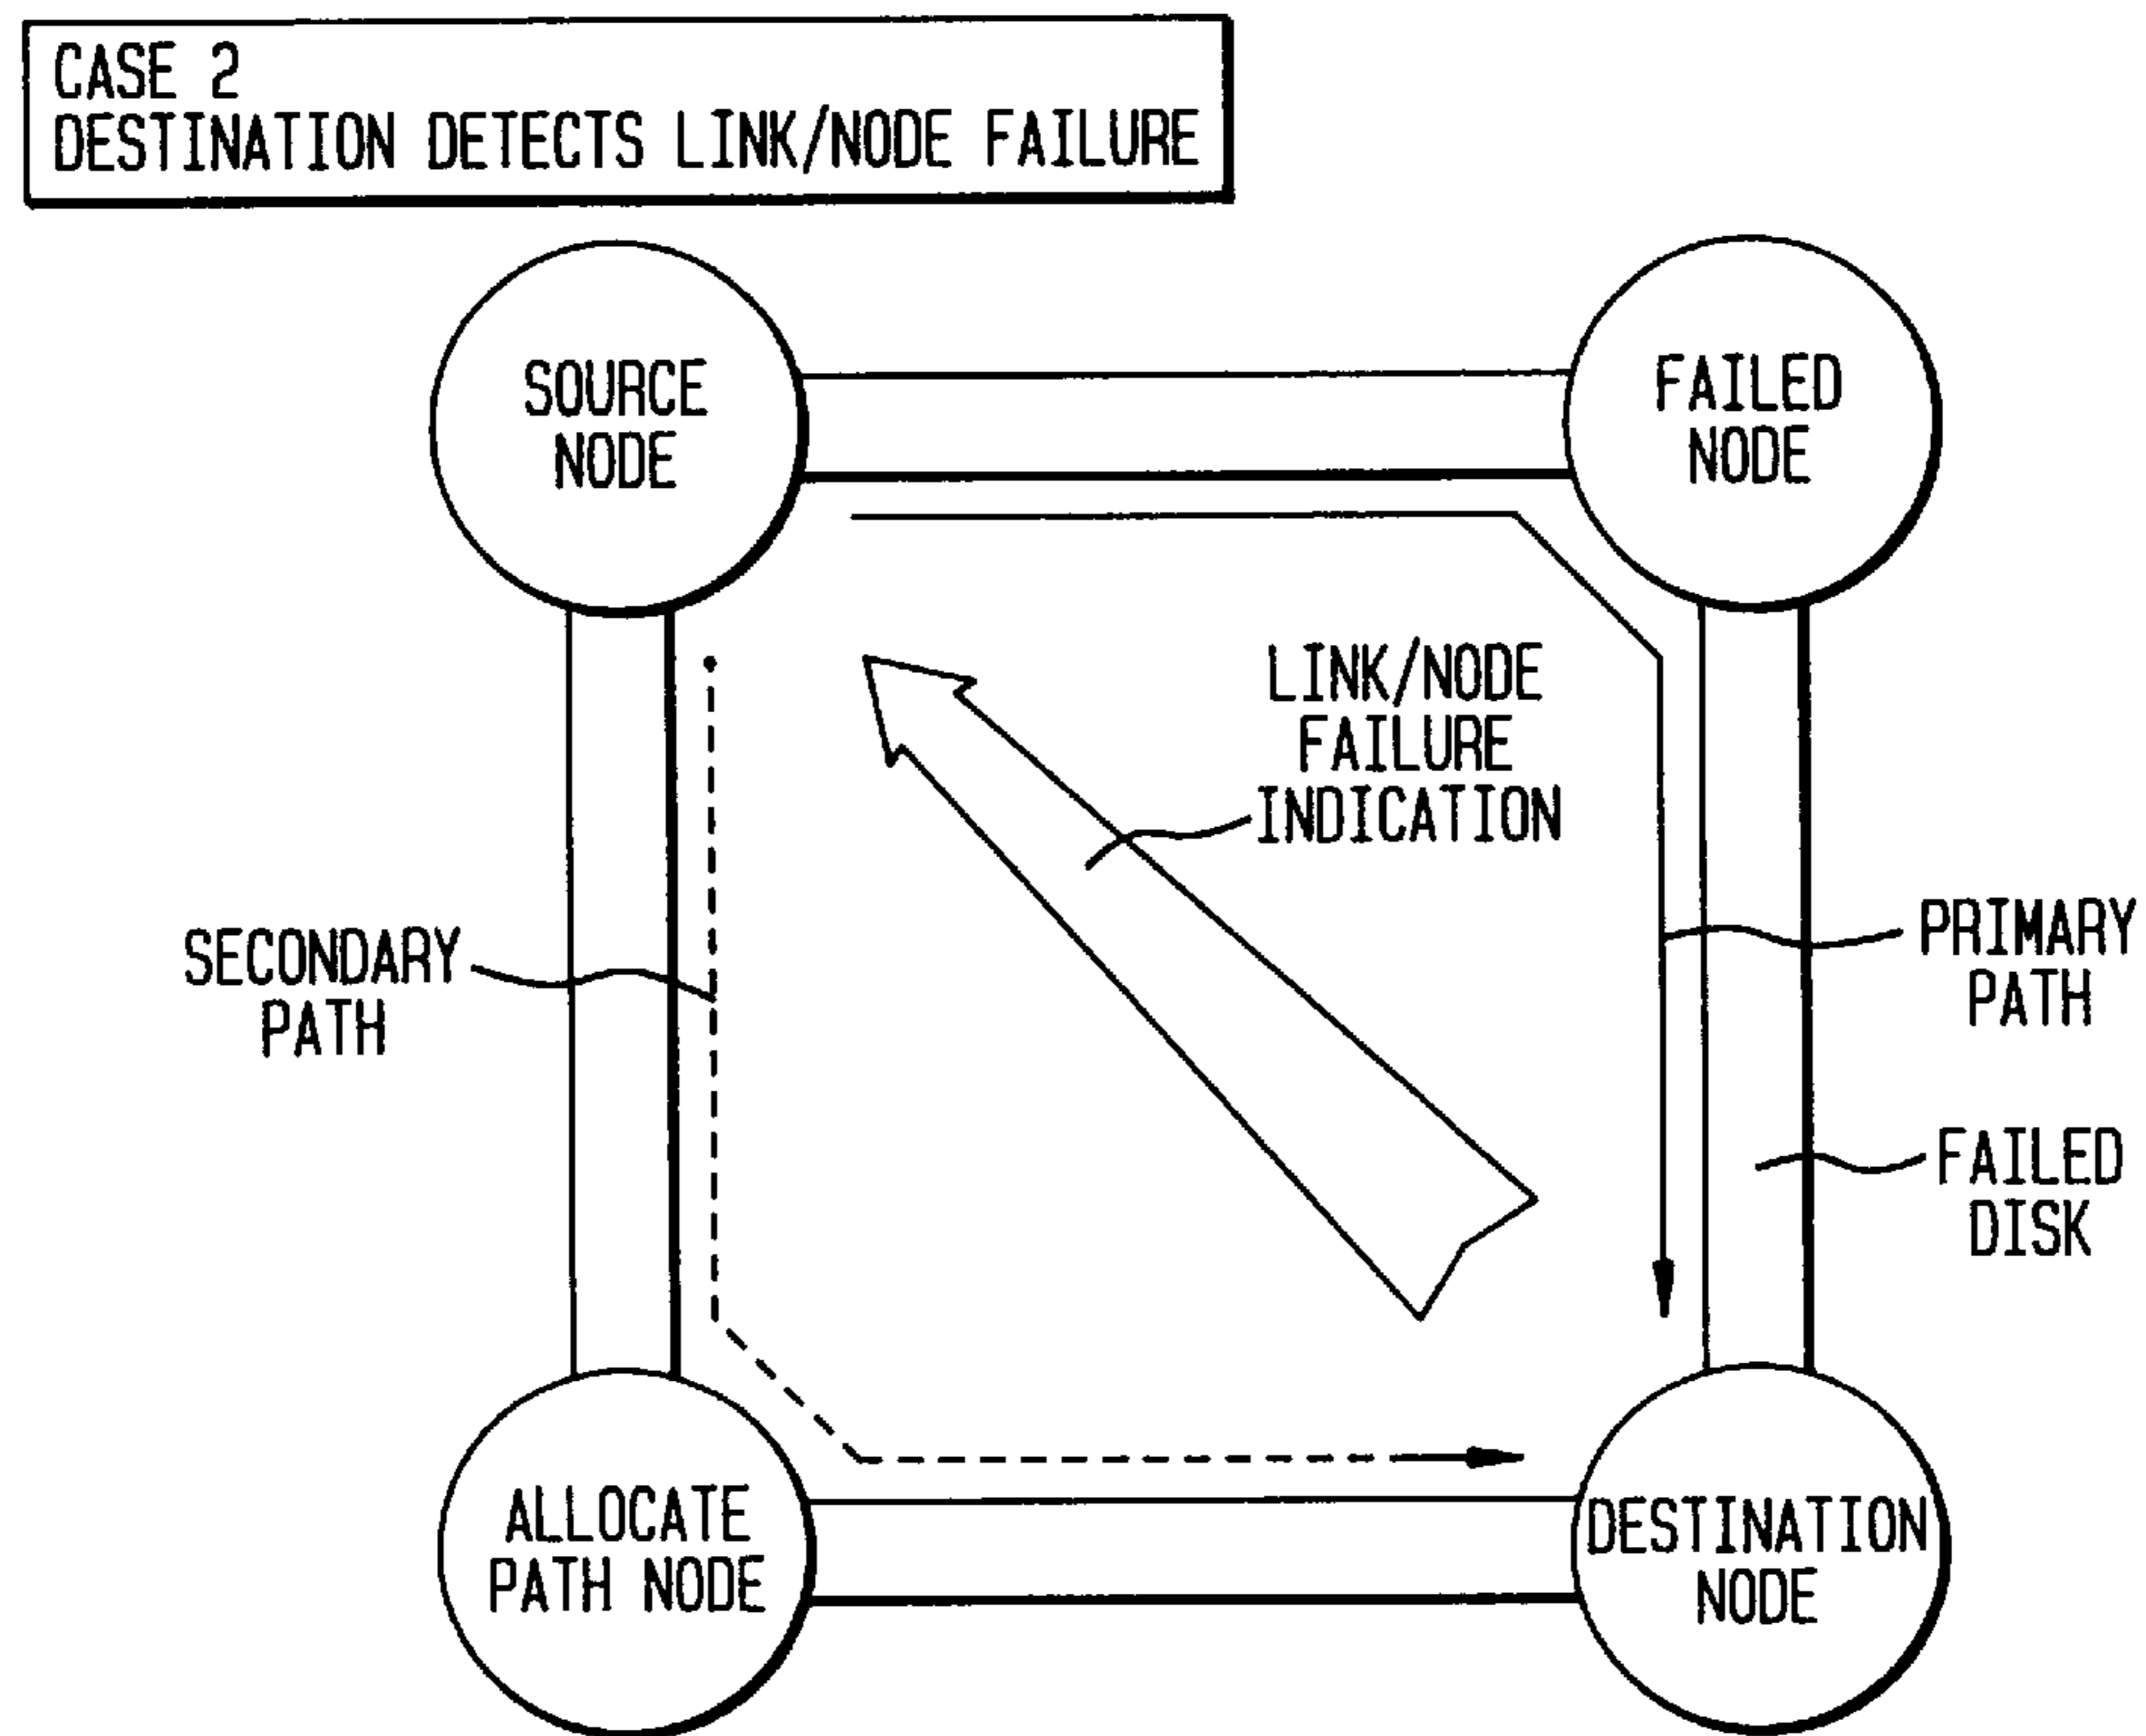 CASE 2
DESTINATION DETECTS LINK/NODE FAILURE
SOURCE
NODE
FAILED
NODE
LINK/NODE
FAILURE
INDICATION
SECONDARY
PATH
PRIMARY
PATH
FAILED
DISK
ALLOCATE
PATH NODE
DESTINATION
NODE